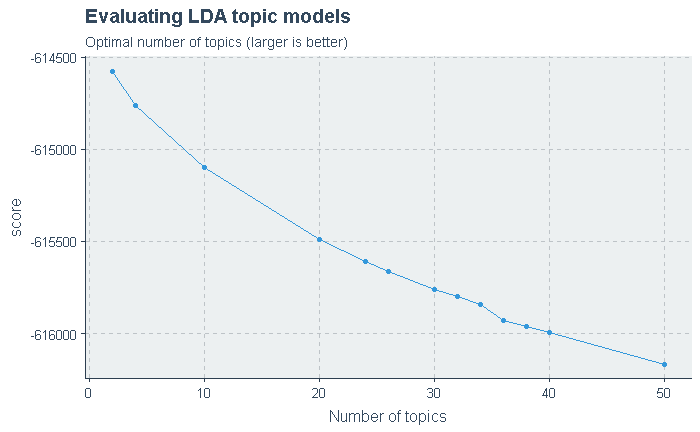 Evaluating LDA topic models
Optimal number of topics (larger is better)
-614500
-615000
-615500
-616000
score
0 10 20 30 40 50
Number of topics